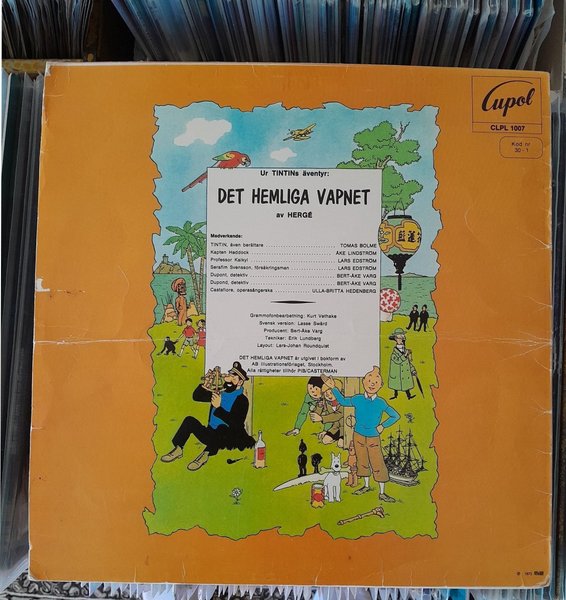 Cupol
CLPL 1007
Kod nr
30 - 1
Ur TINTINs äventyr:
DET HEMLIGA VAPNET
av HERGÉ
Medverkande:
TINTIN, även berättare TOMAS BOLME
Kapten Haddock ÅKE LINDSTRÖM
Professor Kalkyl LARS EDSTRÖM
Serafim Svensson, försäkringsman LARS EDSTRÖM
Dupont, detektiv BERT-ÅKE VARG
Dupond, detektiv BERT-ÅKE VARG
Castafiore, operasångerska ULLA-BRITTA HEDENBERG
Grammofonbearbetning: Kurt Vethake
Svensk version: Lasse Swärd
Producent: Bert-Åke Varg
Tekniker: Erik Lundberg
Layout: Lars-Johan Roundquist
DET HEMLIGA VAPNET är utgivet i bokform av
AB Illustrationsförlaget, Stockholm.
Alla rättigheter tillhör PIB/CASTERMAN